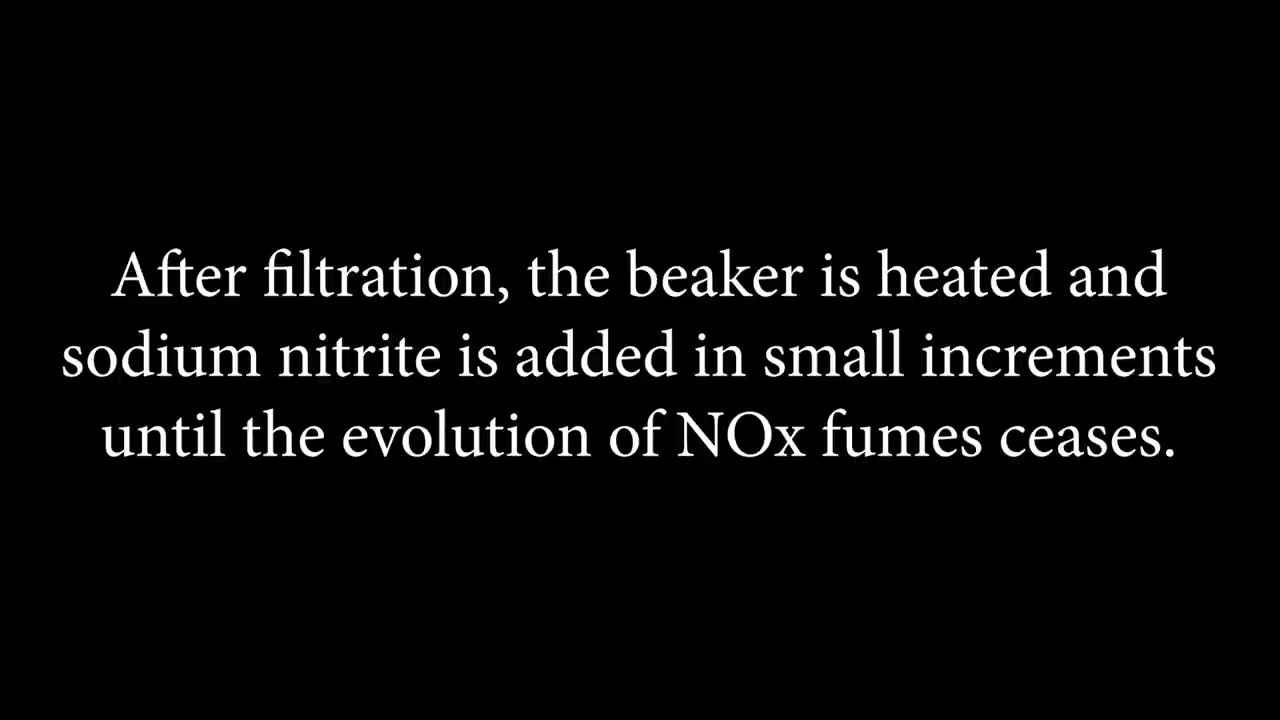 After filtration, the beaker is heated and
sodium nitrite is added in small increments
until the evolution of NOx fumes ceases.